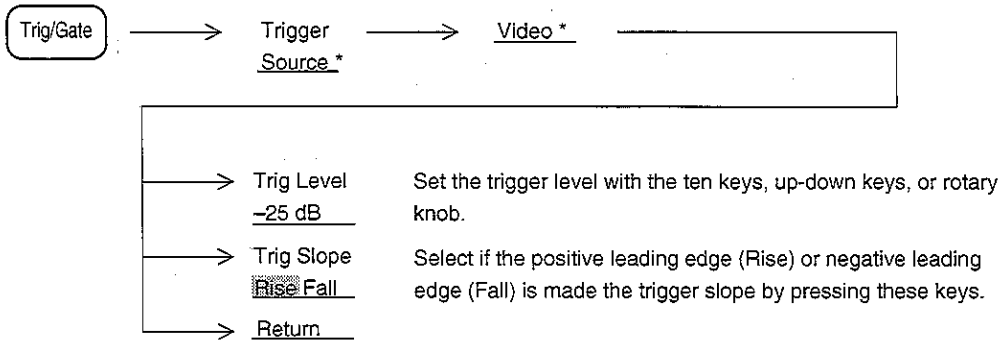 Trig/Gate
Trigger
Source *
Video *
Trig Level
–25 dB
Set the trigger level with the ten keys, up-down keys, or rotary
knob.
Trig Slope
Rise Fall
Select if the positive leading edge (Rise) or negative leading
edge (Fall) is made the trigger slope by pressing these keys.
Return